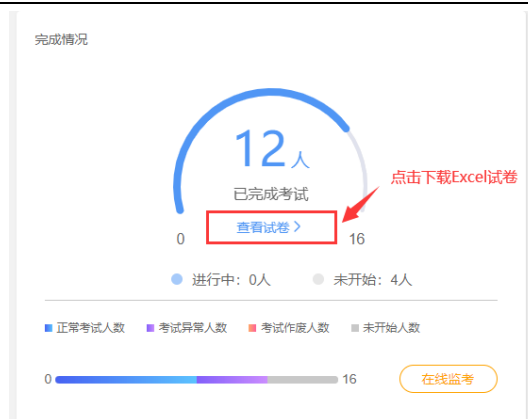 完成情况
12人
已完成考试
点击下载Excel试卷
查看试卷 >
0 16
进行中：0人 未开始：4人
正常考试人数 考试异常人数 考试作废人数 未开始人数
0 16 在线监考